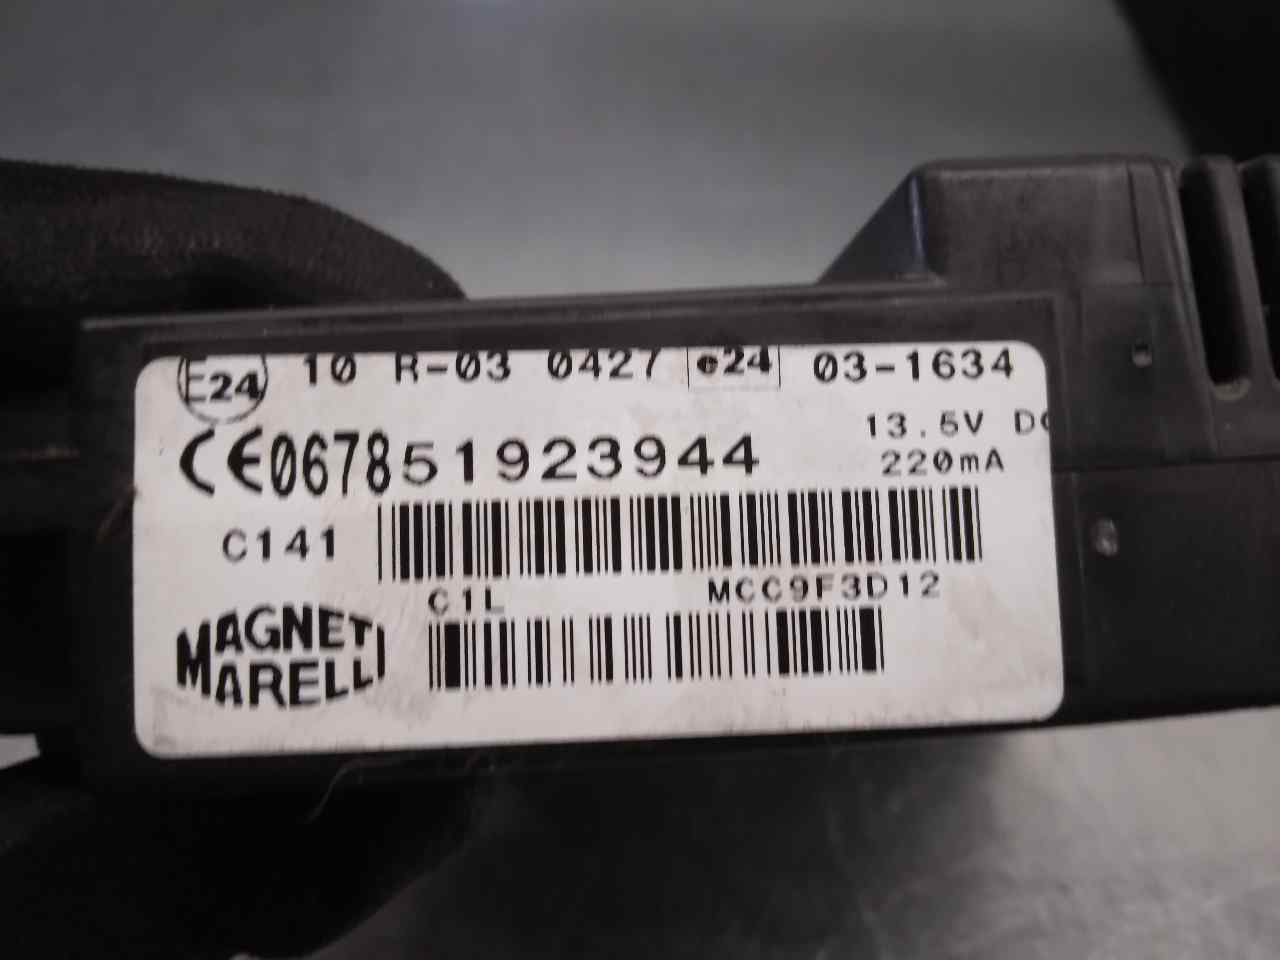 E24 10 R-03 0427 e24 03-1634
13.5V DC
CE0678 51923944 220mA
C141
C1L MCC9F3D12
MAGNETI
MARELLI